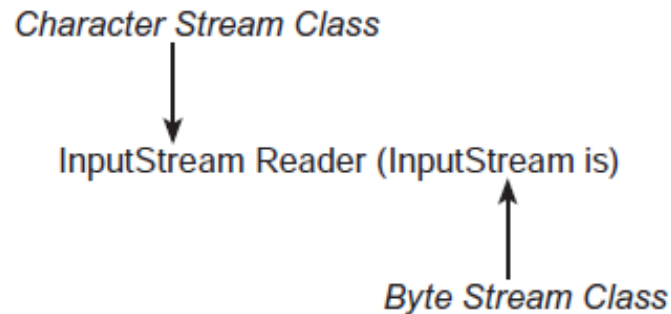 Character Stream Class
InputStream Reader (InputStream is)
Byte Stream Class